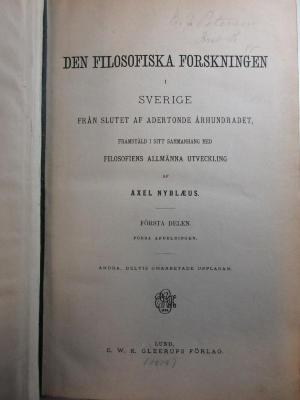 DEN FILOSOFISKA FORSKNINGEN
I
SVERIGE
FRÅN SLUTET AF ADERTONDE ÅRHUNDRADET,
FRAMSTÄLD I SITT SAMMANHANG MED
FILOSOFIENS ALLMÄNNA UTVECKLING
AF
AXEL NYBLÆUS.
FÖRSTA DELEN.
FÖRRA AFDELNINGEN.
ANDRA, DELVIS OMARBETADE UPPLAGAN.
LUND,
C. W. K. GLEERUPS FÖRLAG.